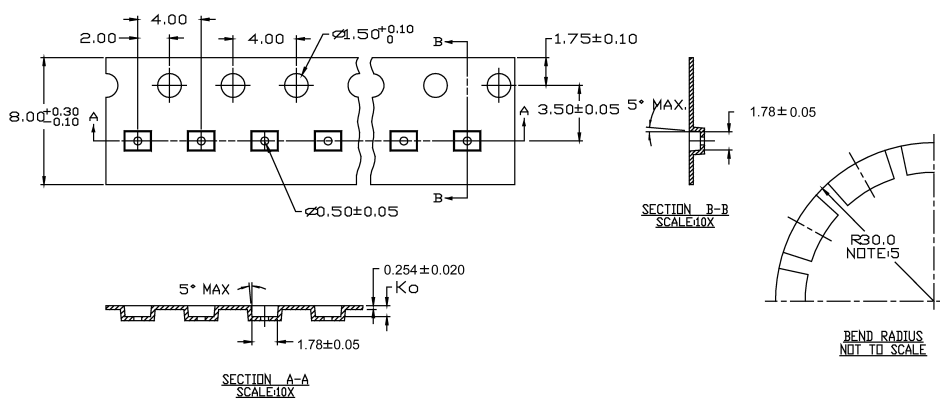 4.00
2.00
4.00
Ø1.50 +0.10 0
B
1.75±0.10
8.00 +0.30 -0.10
A
A
3.50±0.05
5° MAX.
1.78±0.05
B
Ø0.50±0.05
SECTION B-B
SCALE:10X
R30.0
NOTE:5
0.254±0.020
5° MAX
Ko
1.78±0.05
BEND RADIUS
NOT TO SCALE
SECTION A-A
SCALE:10X